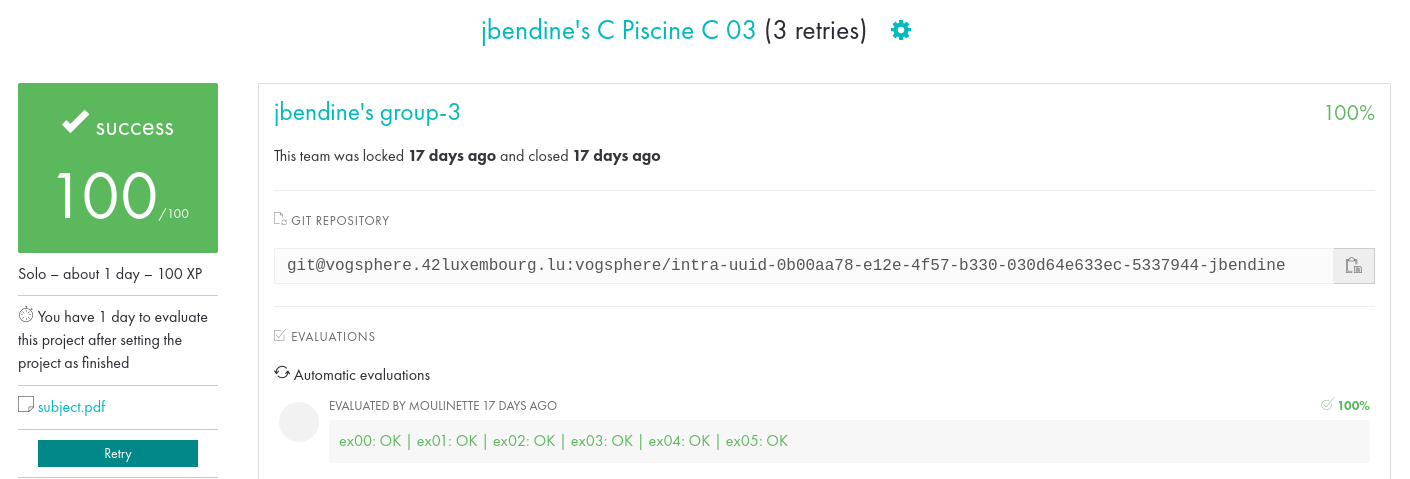 jbendine's C Piscine C 03 (3 retries)
success
100/100
Solo – about 1 day – 100 XP
You have 1 day to evaluate
this project after setting the
project as finished
subject.pdf
Retry
jbendine's group-3
100%
This team was locked 17 days ago and closed 17 days ago
GIT REPOSITORY
git@vogsphere.42luxembourg.lu:vogsphere/intra-uuid-0b00aa78-e12e-4f57-b330-030d64e633ec-5337944-jbendine
EVALUATIONS
Automatic evaluations
EVALUATED BY MOULINETTE 17 DAYS AGO
100%
ex00: OK | ex01: OK | ex02: OK | ex03: OK | ex04: OK | ex05: OK